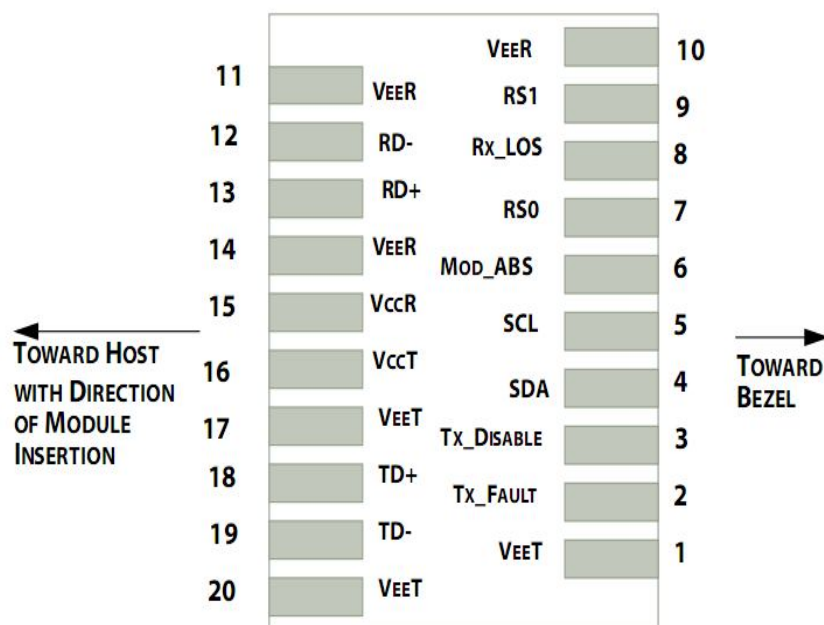 VEER 10
11 VEER
RS1 9
12 RD-
RX_LOS 8
13 RD+
RS0 7
14 VEER
MOD_ABS 6
15 VCCR
SCL 5
16 VCCT
SDA 4
17 VEET
TX_DISABLE 3
18 TD+
TX_FAULT 2
19 TD-
VEET 1
20 VEET
TOWARD HOST
WITH DIRECTION
OF MODULE
INSERTION
TOWARD
BEZEL